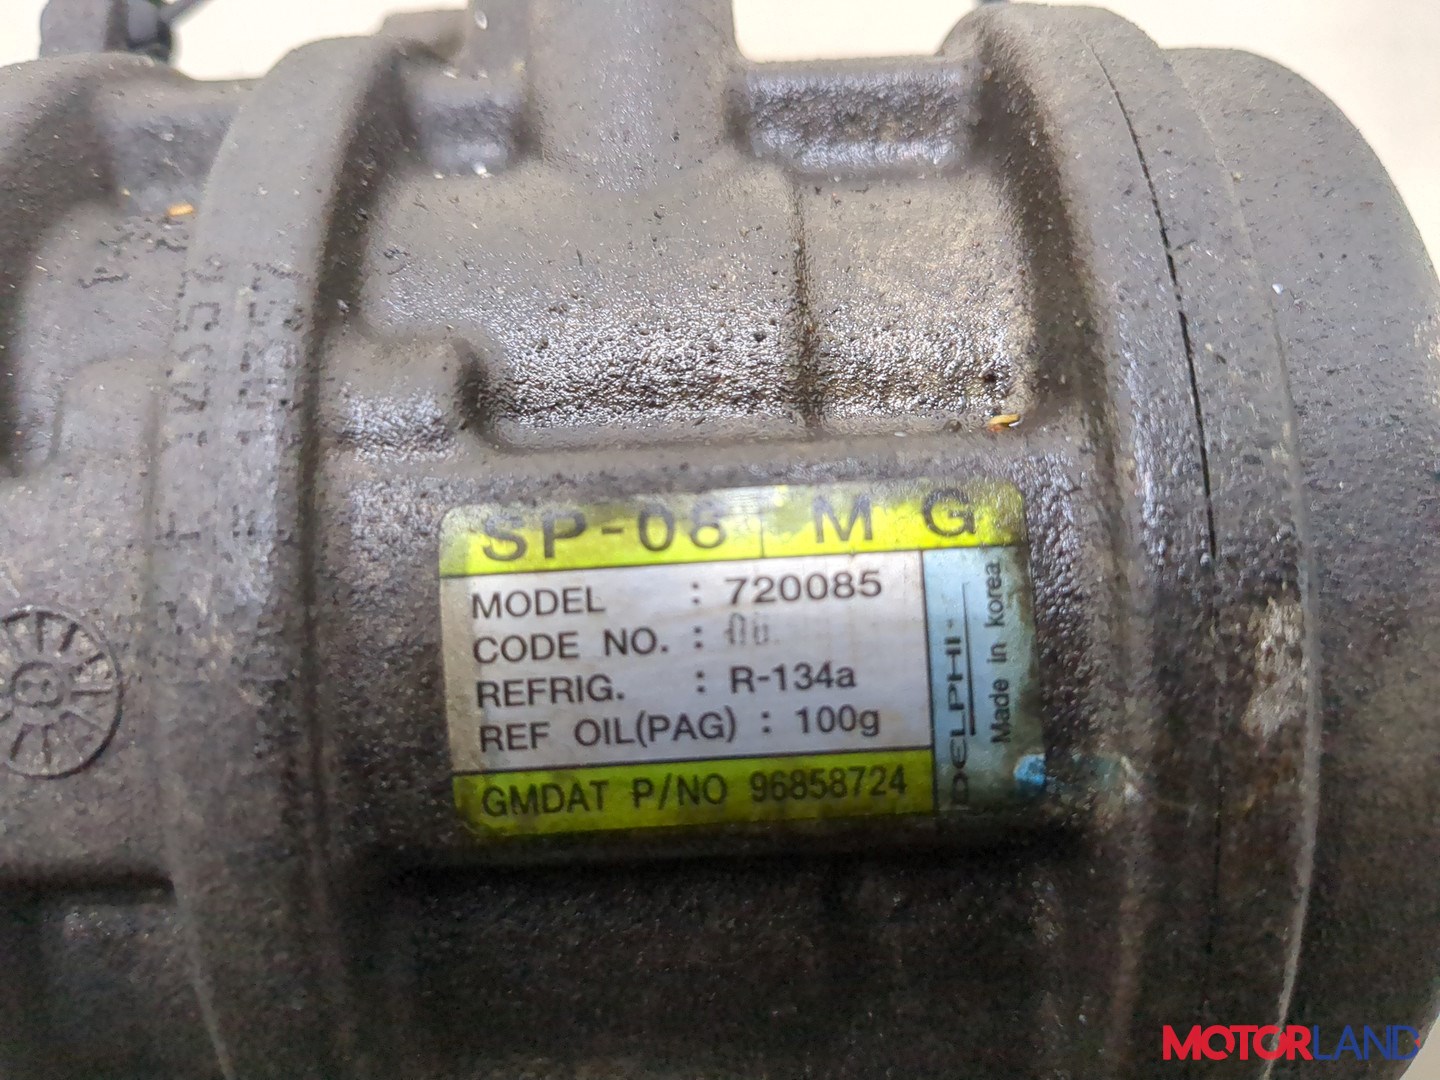 SP-08 M G
MODEL : 720085
CODE NO. :
REFRIG. : R-134a
REF OIL(PAG) : 100g
GMDAT P/NO 96858724
DELPHI
Made in Korea
MOTORLAND